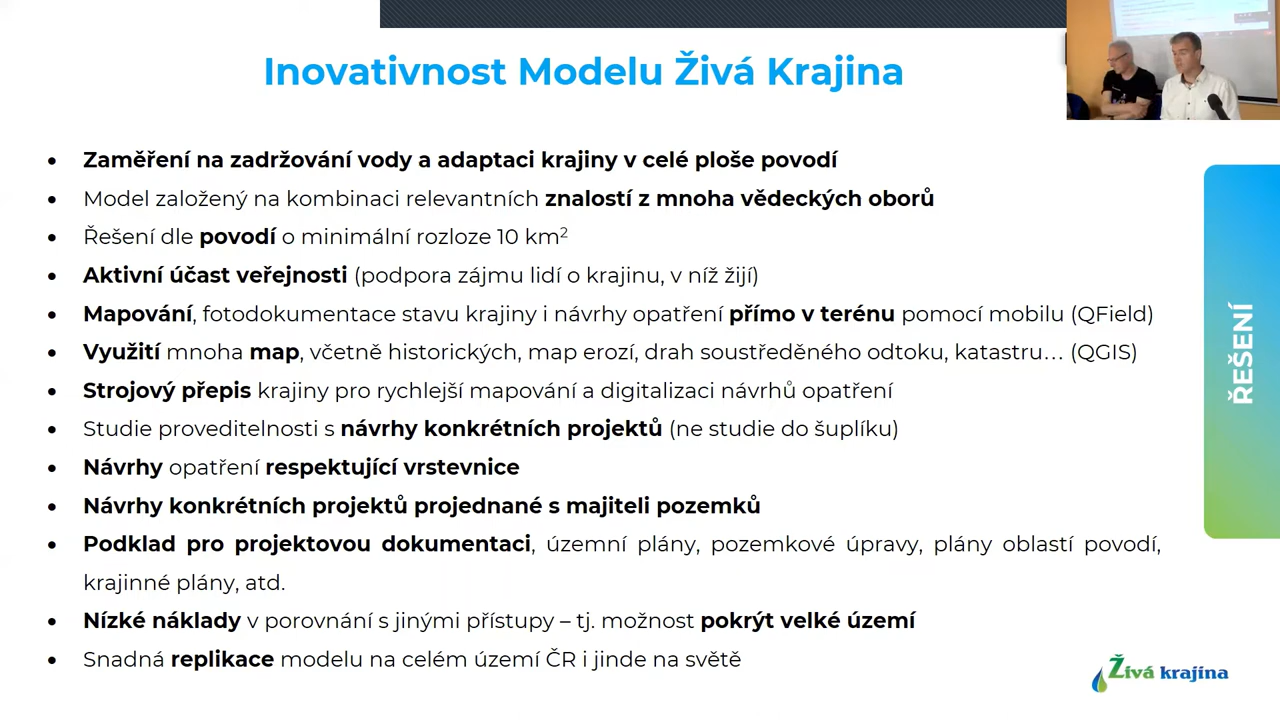 Inovativnost Modelu Živá Krajina
• Zaměření na zadržování vody a adaptaci krajiny v celé ploše povodí
• Model založený na kombinaci relevantních znalostí z mnoha vědeckých oborů
• Řešení dle povodí o minimální rozloze 10 km²
• Aktivní účast veřejnosti (podpora zájmu lidí o krajinu, v níž žijí)
• Mapování, fotodokumentace stavu krajiny i návrhy opatření přímo v terénu pomocí mobilu (QField)
• Využití mnoha map, včetně historických, map erozí, drah soustředěného odtoku, katastru… (QGIS)
• Strojový přepis krajiny pro rychlejší mapování a digitalizaci návrhů opatření
• Studie proveditelnosti s návrhy konkrétních projektů (ne studie do šuplíku)
• Návrhy opatření respektující vrstevnice
• Návrhy konkrétních projektů projednané s majiteli pozemků
• Podklad pro projektovou dokumentaci, územní plány, pozemkové úpravy, plány oblastí povodí,
krajinné plány, atd.
• Nízké náklady v porovnání s jinými přístupy – tj. možnost pokrýt velké území
• Snadná replikace modelu na celém území ČR i jinde na světě
ŘEŠENÍ
Živá krajina